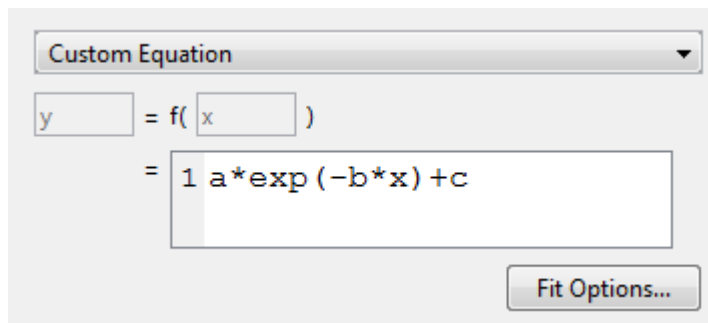 Custom Equation
y = f( x )
= 1 a*exp(-b*x)+c
Fit Options...